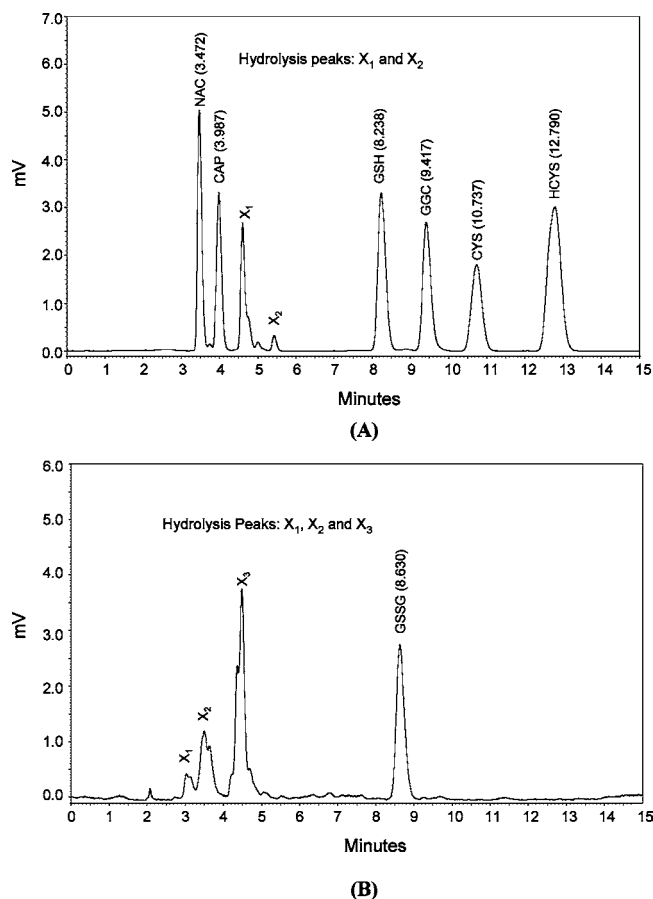 7.0
6.0
5.0
4.0
3.0
2.0
1.0
0.0
mV
Hydrolysis peaks: X₁ and X₂
NAC (3.472)
CAP (3.987)
X₁
X₂
GSH (8.238)
GGC (9.417)
CYS (10.737)
HCYS (12.790)
0 1 2 3 4 5 6 7 8 9 10 11 12 13 14 15
Minutes
(A)
6.0
5.0
4.0
3.0
2.0
1.0
0.0
mV
Hydrolysis Peaks: X₁, X₂ and X₃
X₁
X₂
X₃
GSSG (8.630)
0 1 2 3 4 5 6 7 8 9 10 11 12 13 14 15
Minutes
(B)